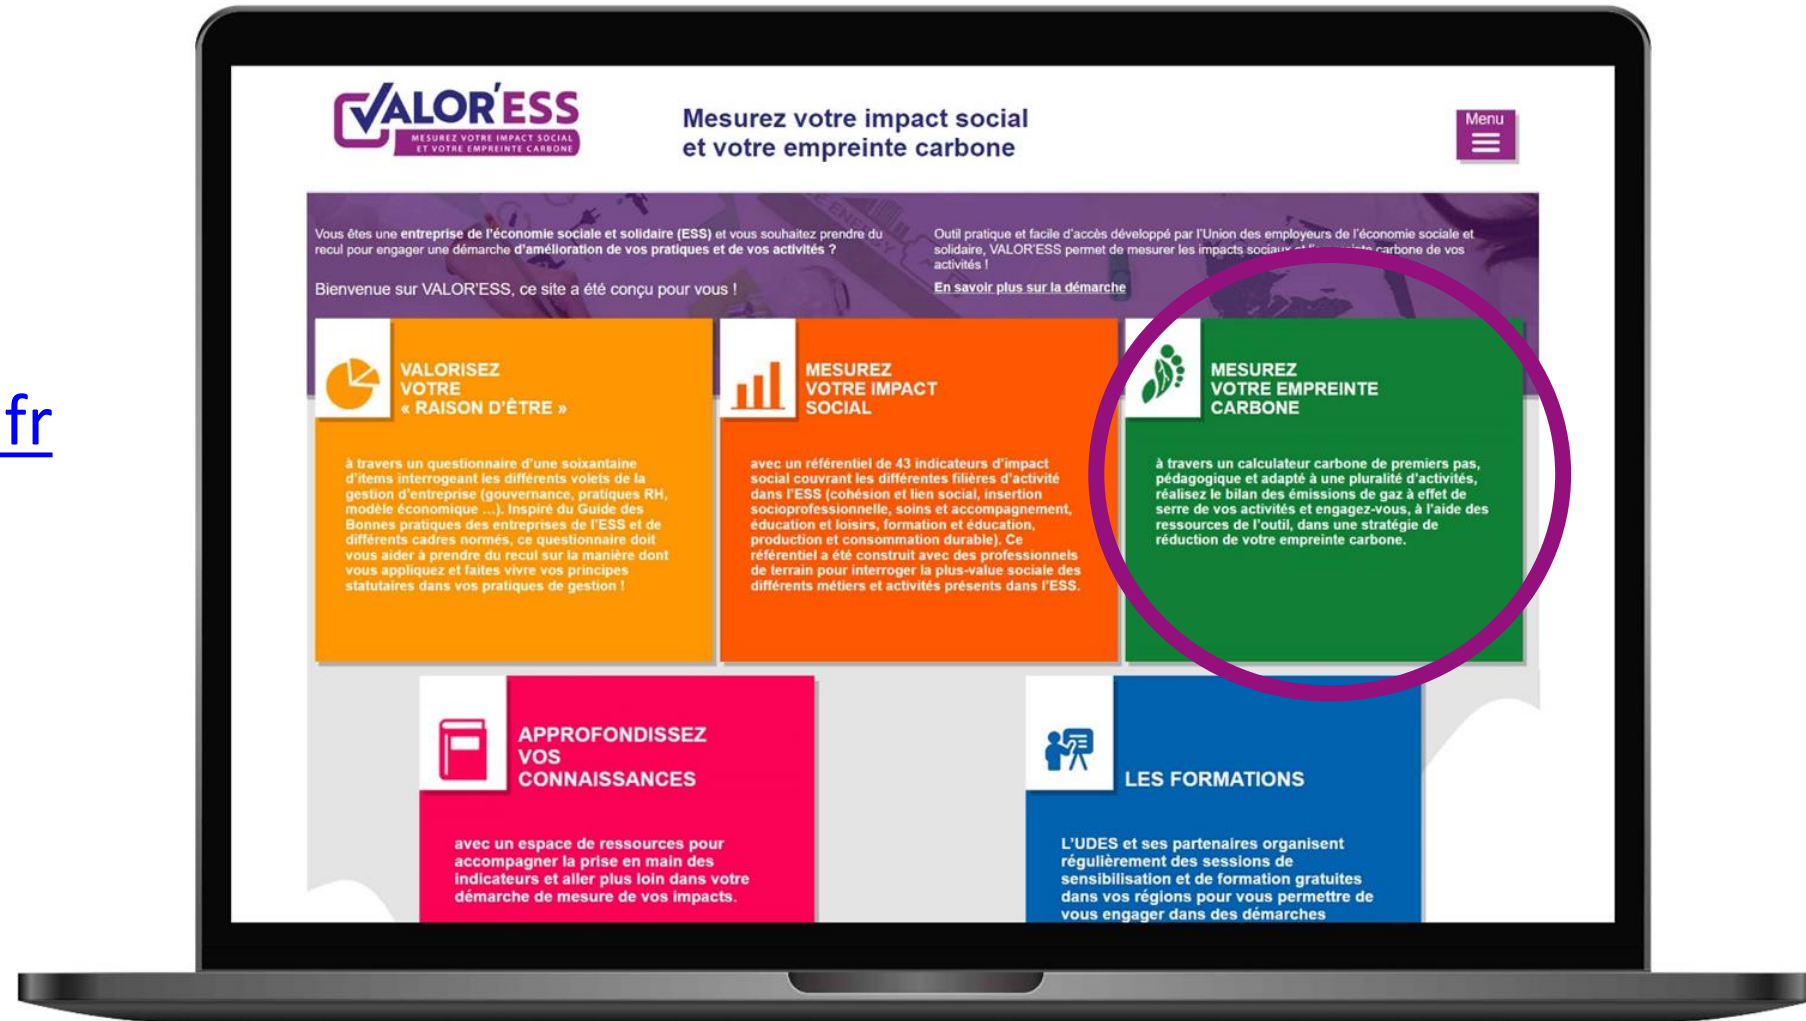 fr
VALOR'ESS
MESUREZ VOTRE IMPACT SOCIAL
ET VOTRE EMPREINTE CARBONE
Mesurez votre impact social
et votre empreinte carbone
Menu
Vous êtes une entreprise de l'économie sociale et solidaire (ESS) et vous souhaitez prendre du
recul pour engager une démarche d'amélioration de vos pratiques et de vos activités ?
Bienvenue sur VALOR'ESS, ce site a été conçu pour vous !
Outil pratique et facile d'accès développé par l'Union des employeurs de l'économie sociale et
solidaire, VALOR'ESS permet de mesurer les impacts sociaux et l'empreinte carbone de vos
activités !
En savoir plus sur la démarche
VALORISEZ
VOTRE
« RAISON D'ÊTRE »
à travers un questionnaire d'une soixantaine
d'items interrogeant les différents volets de la
gestion d'entreprise (gouvernance, pratiques RH,
modèle économique ...). Inspiré du Guide des
Bonnes pratiques des entreprises de l'ESS et de
différents cadres normés, ce questionnaire doit
vous aider à prendre du recul sur la manière dont
vous appliquez et faites vivre vos principes
statutaires dans vos pratiques de gestion !
MESUREZ
VOTRE IMPACT
SOCIAL
avec un référentiel de 43 indicateurs d'impact
social couvrant les différentes filières d'activité
dans l'ESS (cohésion et lien social, insertion
socioprofessionnelle, soins et accompagnement,
éducation et loisirs, formation et éducation,
production et consommation durable). Ce
référentiel a été construit avec des professionnels
de terrain pour interroger la plus-value sociale des
différents métiers et activités présents dans l'ESS.
MESUREZ
VOTRE EMPREINTE
CARBONE
à travers un calculateur carbone de premiers pas,
pédagogique et adapté à une pluralité d'activités,
réalisez le bilan des émissions de gaz à effet de
serre de vos activités et engagez-vous, à l'aide des
ressources de l'outil, dans une stratégie de
réduction de votre empreinte carbone.
APPROFONDISSEZ
VOS
CONNAISSANCES
avec un espace de ressources pour
accompagner la prise en main des
indicateurs et aller plus loin dans votre
démarche de mesure de vos impacts.
LES FORMATIONS
L'UDES et ses partenaires organisent
régulièrement des sessions de
sensibilisation et de formation gratuites
dans vos régions pour vous permettre de
vous engager dans des démarches